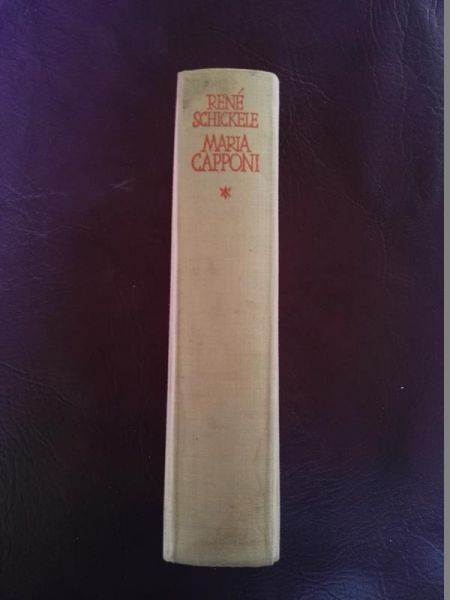 RENÉ
SCHICKELE
MARIA
CAPPONI
*